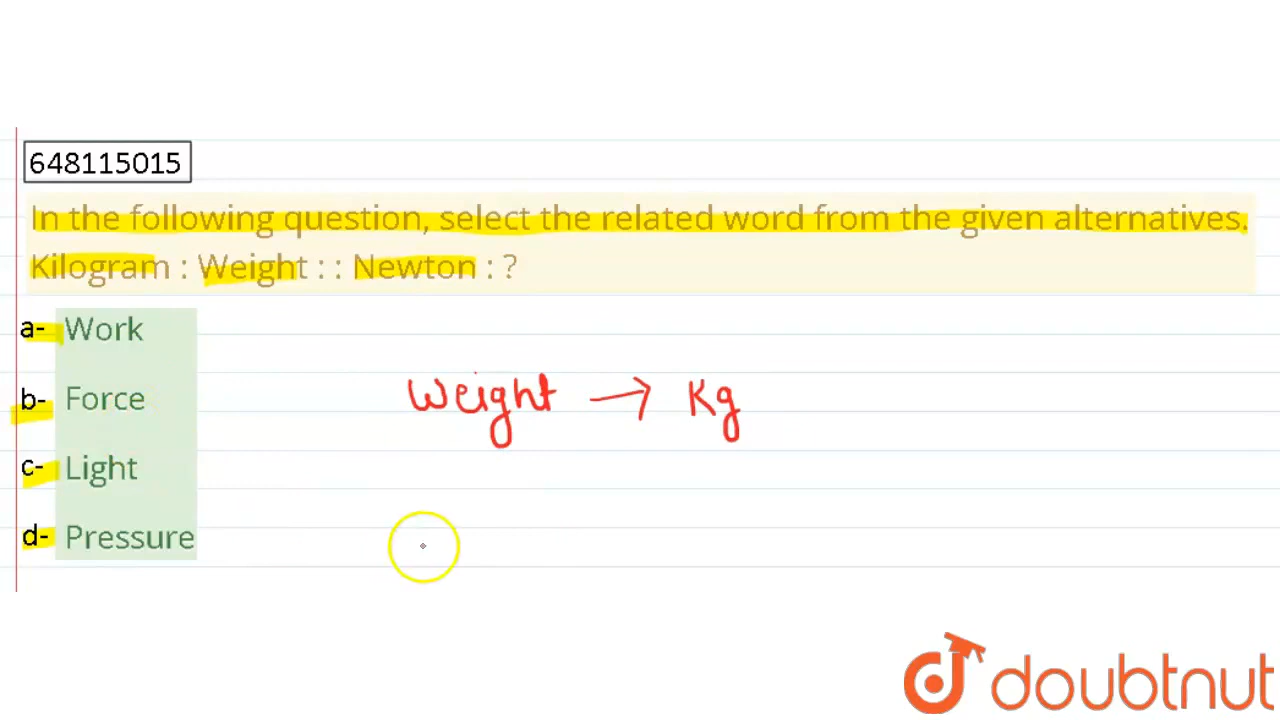 648115015
In the following question, select the related word from the given alternatives.
Kilogram : Weight : : Newton : ?
a- Work
b- Force
Weight → Kg
c- Light
d- Pressure
doubtnut